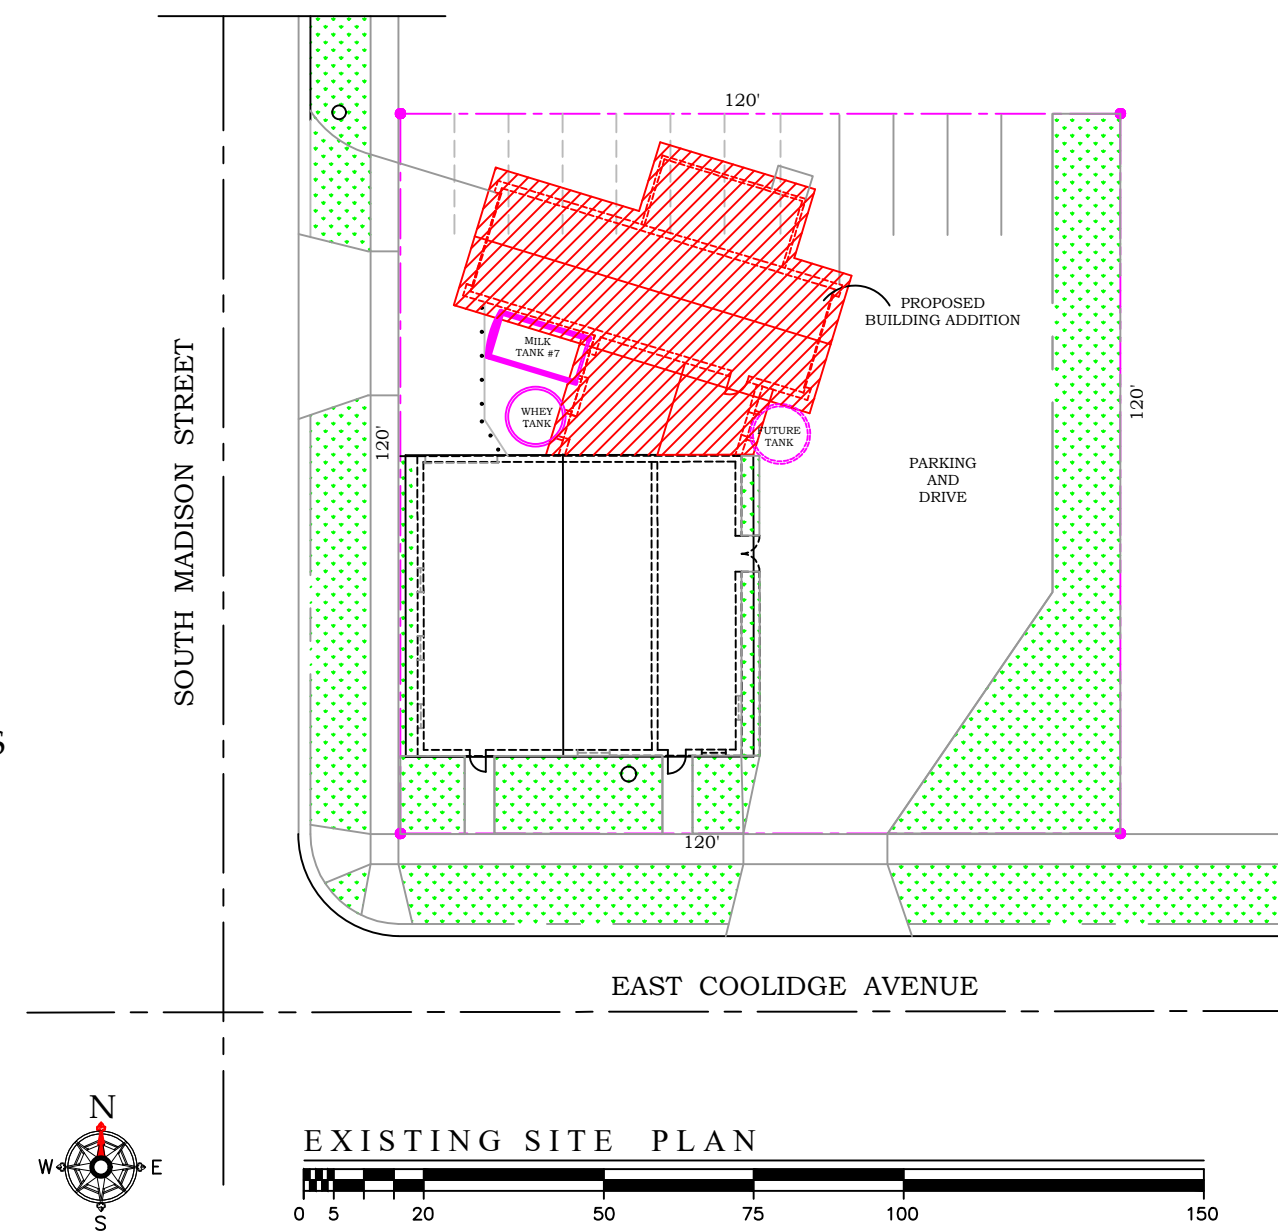 120'
PROPOSED
BUILDING ADDITION
MILK
TANK #7
WHEY
TANK
FUTURE
TANK
120'
120'
PARKING
AND
DRIVE
SOUTH MADISON STREET
S
120'
EAST COOLIDGE AVENUE
N
W E
S
EXISTING SITE PLAN
0 5 20 50 75 100 150